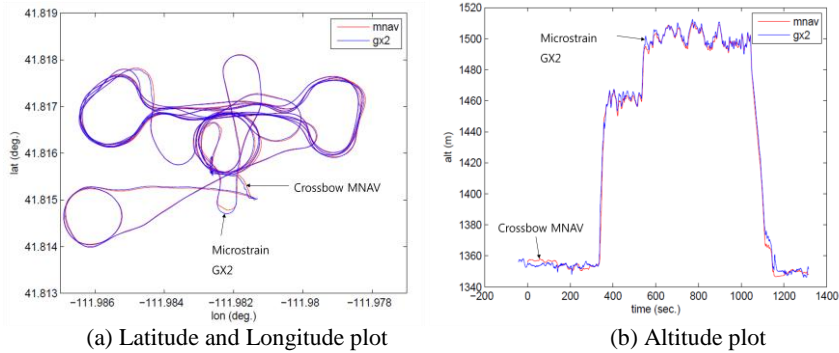 41.819
41.818
41.817
41.816
41.815
41.814
41.813
lat (deg.)
mnav
gx2
Crossbow MNAV
Microstrain
GX2
−111.986
−111.984
−111.982
−111.98
−111.978
lon (deg.)
(a) Latitude and Longitude plot
1520
1500
1480
1460
1440
1420
1400
1380
1360
1340
alt (m)
mnav
gx2
Microstrain
GX2
Crossbow MNAV
−200
0
200
400
600
800
1000
1200
1400
time (sec.)
(b) Altitude plot